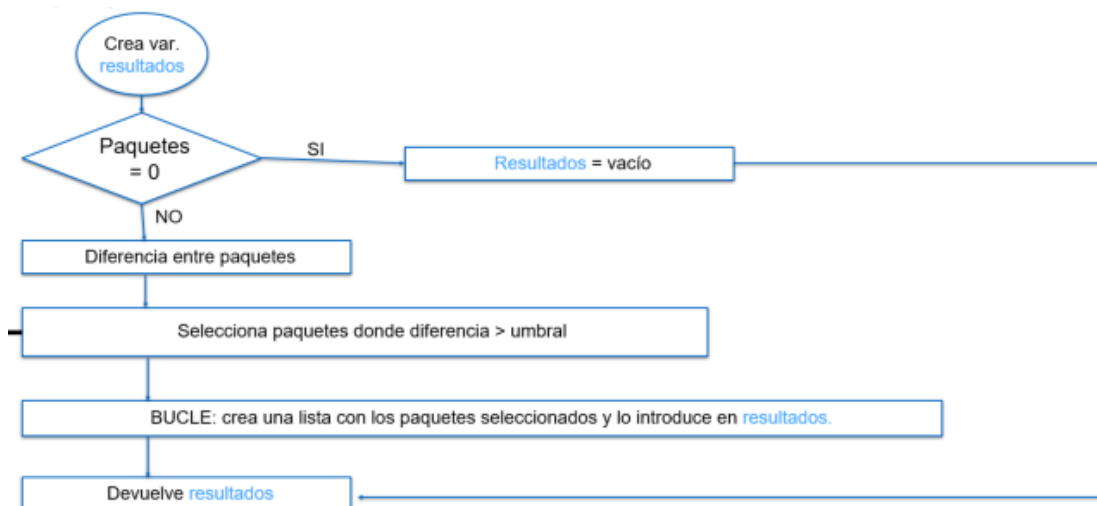 Crea var.
resultados
Paquetes
= 0
SI
Resultados = vacío
NO
Diferencia entre paquetes
Selecciona paquetes donde diferencia > umbral
BUCLE: crea una lista con los paquetes seleccionados y lo introduce en resultados.
Devuelve resultados